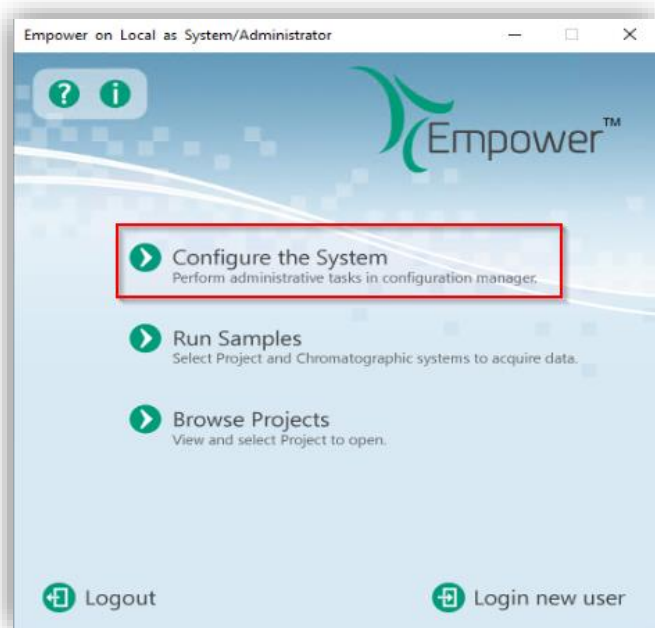 Empower on Local as System/Administrator
? i
Empower™
Configure the System
Perform administrative tasks in configuration manager.
Run Samples
Select Project and Chromatographic systems to acquire data.
Browse Projects
View and select Project to open.
Logout
Login new user